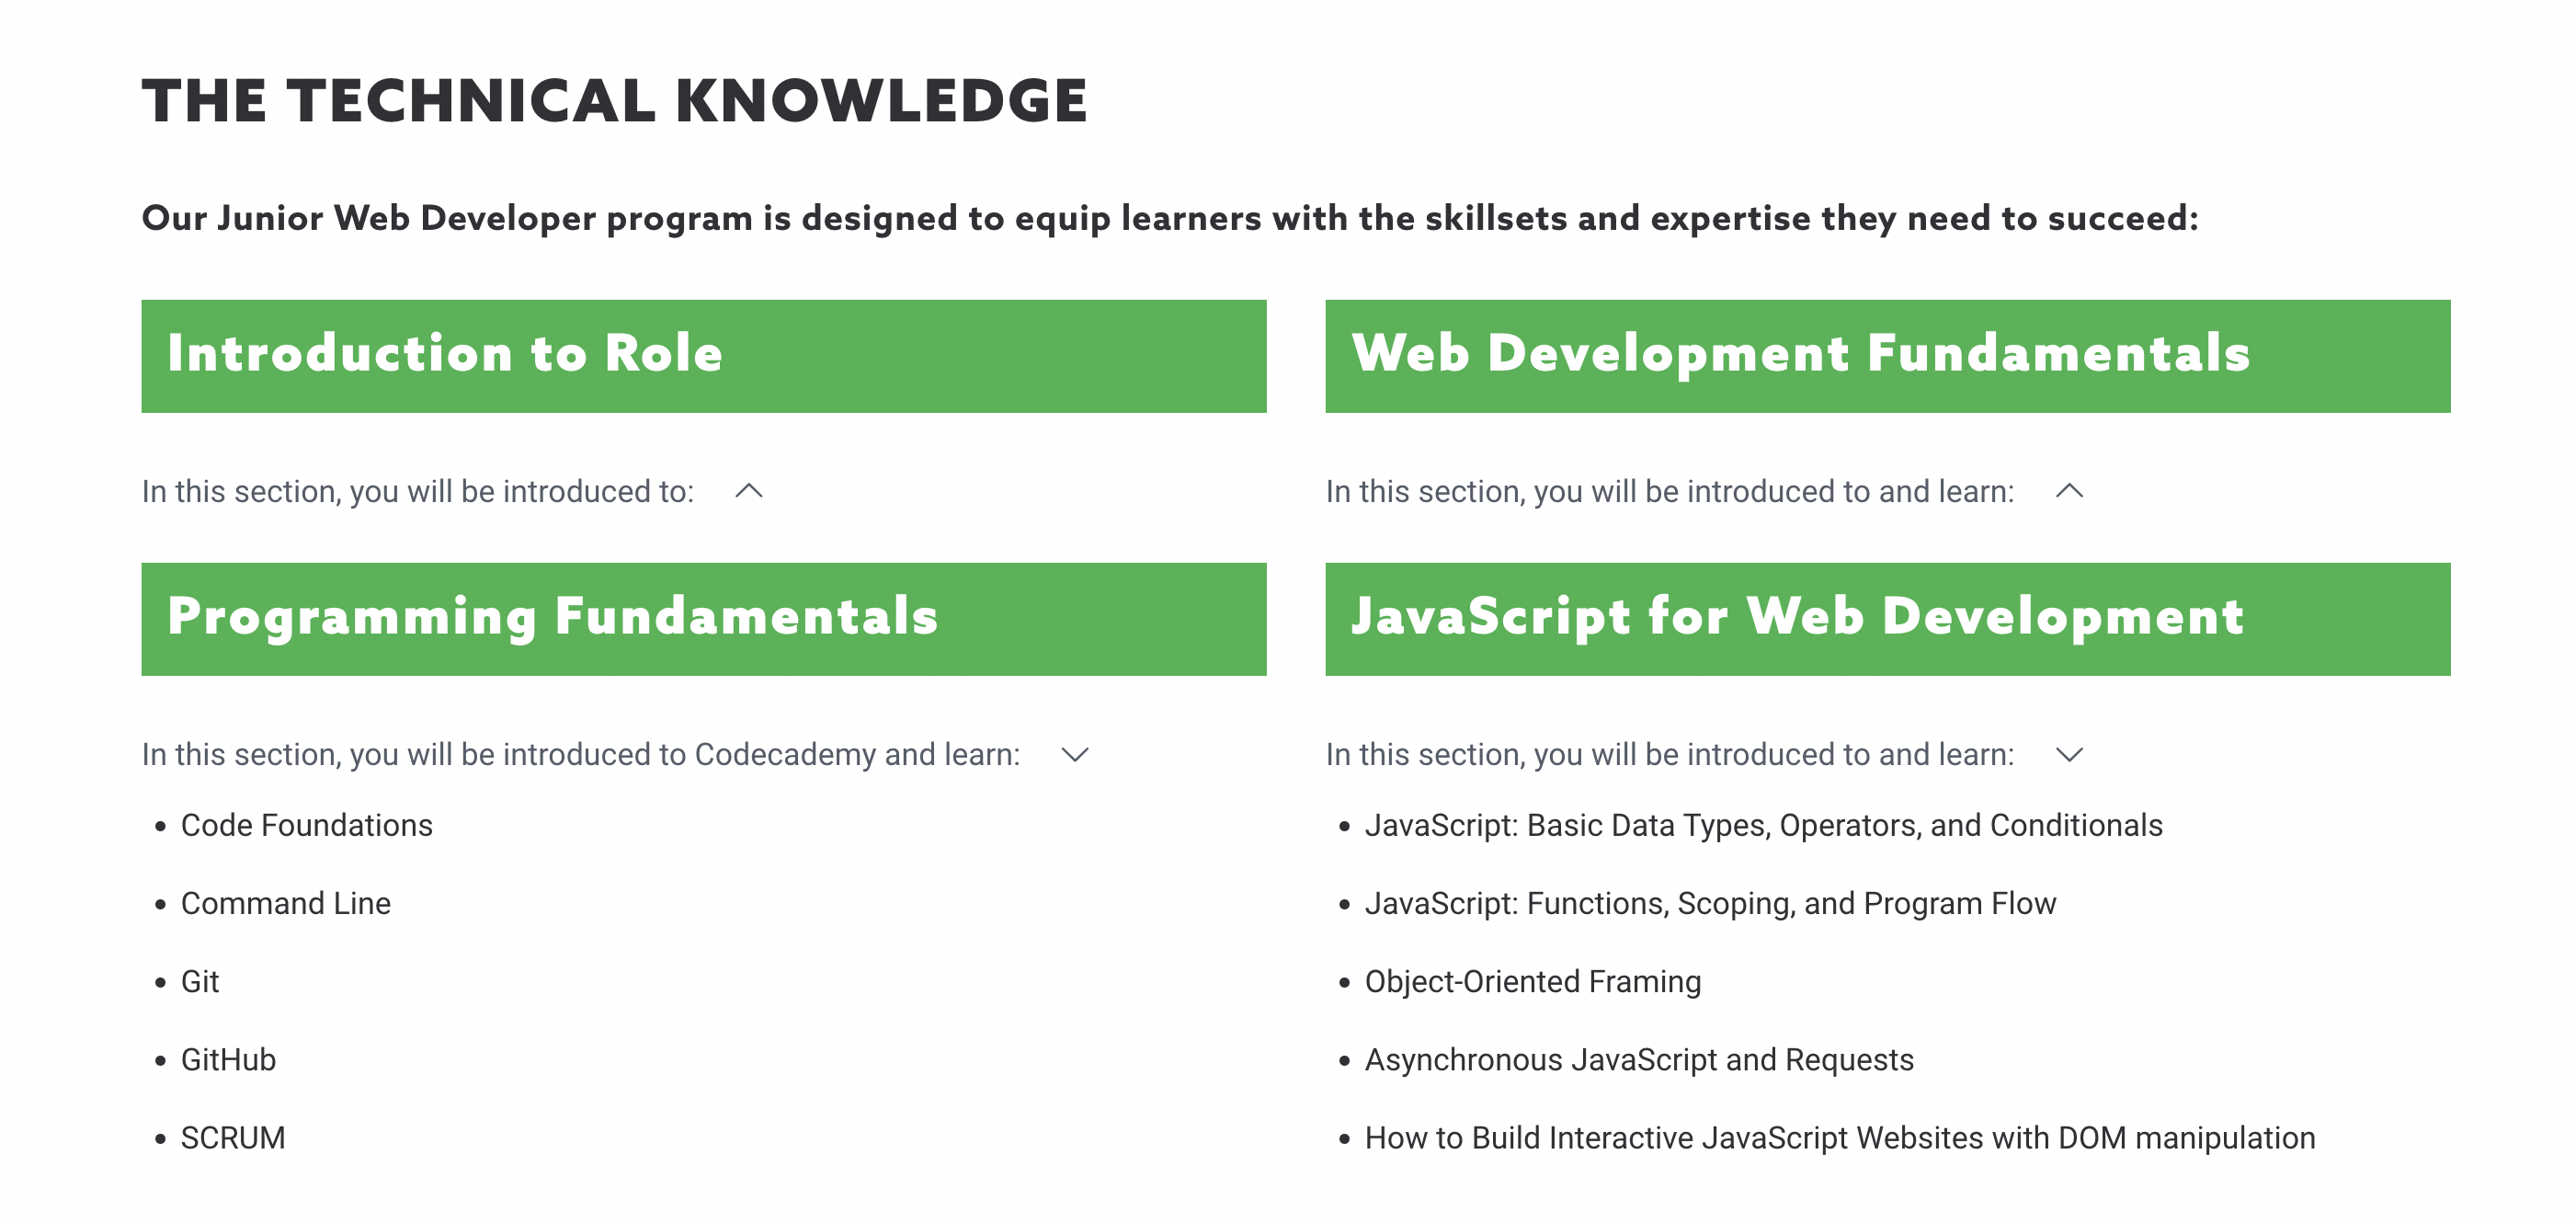 THE TECHNICAL KNOWLEDGE
Our Junior Web Developer program is designed to equip learners with the skillsets and expertise they need to succeed:
Introduction to Role
In this section, you will be introduced to:
Web Development Fundamentals
In this section, you will be introduced to and learn:
Programming Fundamentals
In this section, you will be introduced to Codecademy and learn:
• Code Foundations
• Command Line
• Git
• GitHub
• SCRUM
JavaScript for Web Development
In this section, you will be introduced to and learn:
• JavaScript: Basic Data Types, Operators, and Conditionals
• JavaScript: Functions, Scoping, and Program Flow
• Object-Oriented Framing
• Asynchronous JavaScript and Requests
• How to Build Interactive JavaScript Websites with DOM manipulation